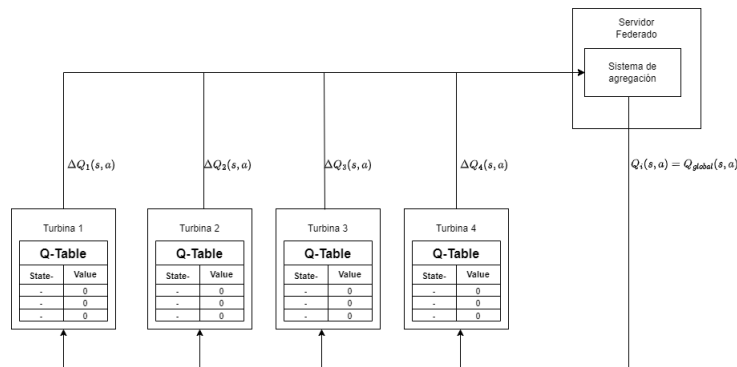 Servidor
Federado
Sistema de
agregación
ΔQ₁(s, a)
ΔQ₂(s, a)
ΔQ₃(s, a)
ΔQ₄(s, a)
Qᵢ(s, a) = Q_global(s, a)
Turbina 1
Turbina 2
Turbina 3
Turbina 4
Q-Table
Q-Table
Q-Table
Q-Table
State- Value
State- Value
State- Value
State- Value
- 0
- 0
- 0
- 0
- 0
- 0
- 0
- 0
- 0
- 0
- 0
- 0